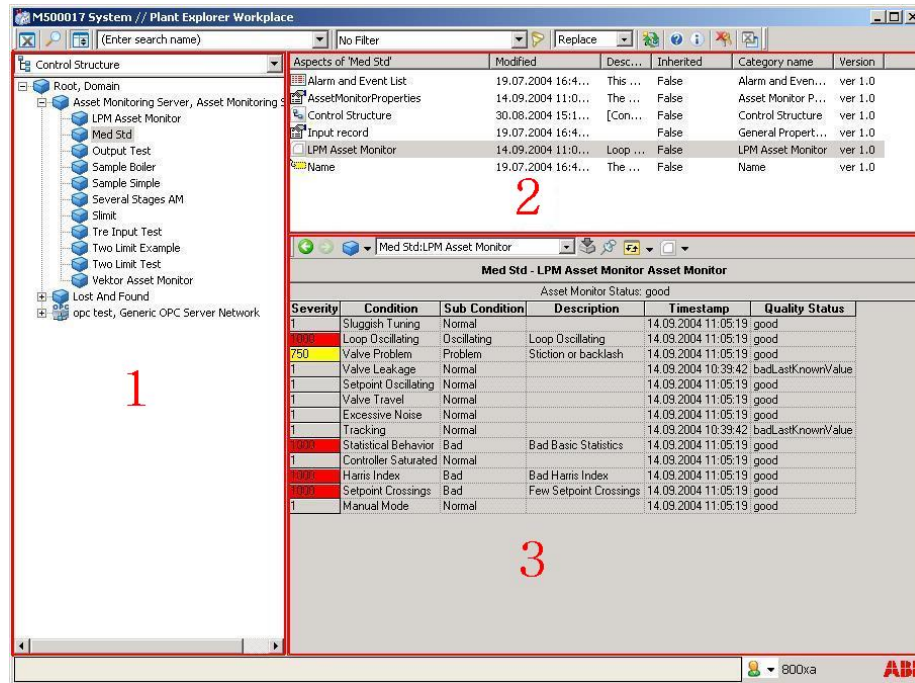 M500017 System // Plant Explorer Workplace
(Enter search name) No Filter Replace
Control Structure
Root, Domain
Asset Monitoring Server, Asset Monitoring S
LPM Asset Monitor
Med Std
Output Test
Sample Boiler
Sample Simple
Several Stages AM
Slimit
Tre Input Test
Two Limit Example
Two Limit Test
Vektor Asset Monitor
Lost And Found
opc test, Generic OPC Server Network
1
Aspects of 'Med Std' Modified Desc... Inherited Category name Version
Alarm and Event List 19.07.2004 16:4... This ... False Alarm and Even... ver 1.0
AssetMonitorProperties 14.09.2004 11:0... The ... False Asset Monitor P... ver 1.0
Control Structure 30.08.2004 15:1... [Con... False Control Structure ver 1.0
Input record 19.07.2004 16:4... False General Propert... ver 1.0
LPM Asset Monitor 14.09.2004 11:0... Loop ... False LPM Asset Monitor ver 1.0
Name 19.07.2004 16:4... The ... False Name ver 1.0
2
Med Std:LPM Asset Monitor
Med Std - LPM Asset Monitor Asset Monitor
Asset Monitor Status: good
Severity Condition Sub Condition Description Timestamp Quality Status
1 Sluggish Tuning Normal 14.09.2004 11:05:19 good
1000 Loop Oscillating Oscillating Loop Oscillating 14.09.2004 11:05:19 good
750 Valve Problem Problem Stiction or backlash 14.09.2004 11:05:19 good
1 Valve Leakage Normal 14.09.2004 10:39:42 badLastKnownValue
1 Setpoint Oscillating Normal 14.09.2004 11:05:19 good
1 Valve Travel Normal 14.09.2004 11:05:19 good
1 Excessive Noise Normal 14.09.2004 11:05:19 good
1 Tracking Normal 14.09.2004 10:39:42 badLastKnownValue
1000 Statistical Behavior Bad Bad Basic Statistics 14.09.2004 11:05:19 good
1 Controller Saturated Normal 14.09.2004 11:05:19 good
1000 Harris Index Bad Bad Harris Index 14.09.2004 11:05:19 good
1000 Setpoint Crossings Bad Few Setpoint Crossings 14.09.2004 11:05:19 good
1 Manual Mode Normal 14.09.2004 11:05:19 good
3
800xa ABB